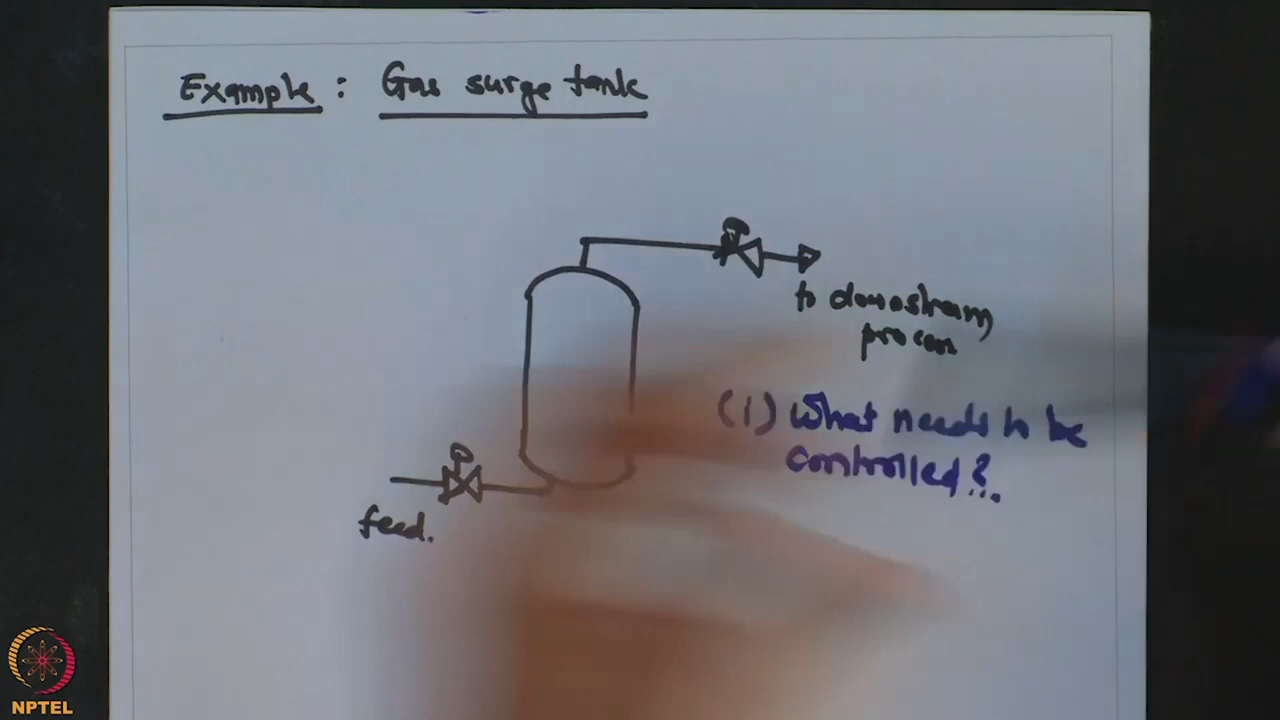 Example : Gas surge tank
to downstream
process
(1) What needs to be
controlled?
feed.
NPTEL